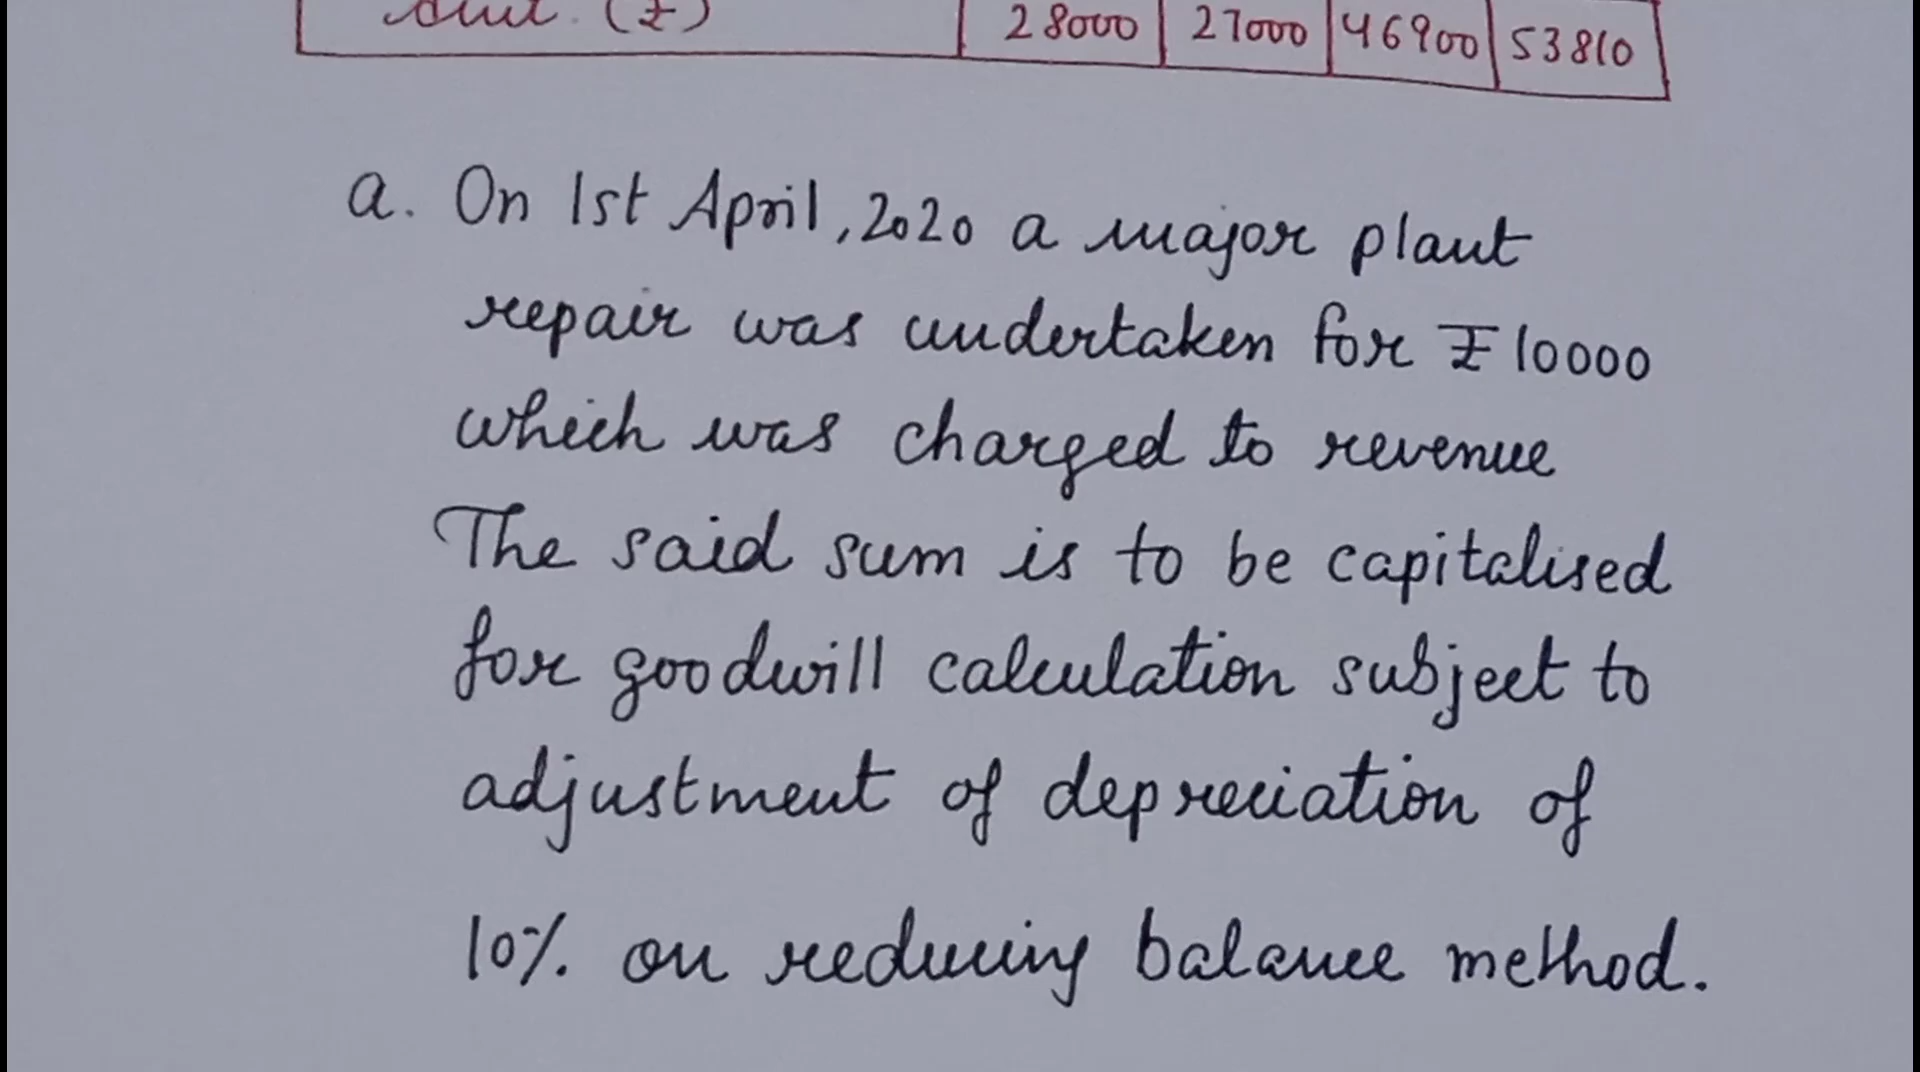 Amt. (₹) 28000 27000 46900 53810
a. On 1st April, 2020 a major plant
repair was undertaken for ₹ 10000
which was charged to revenue
The said sum is to be capitalised
for goodwill calculation subject to
adjustment of depreciation of
10% on reducing balance method.